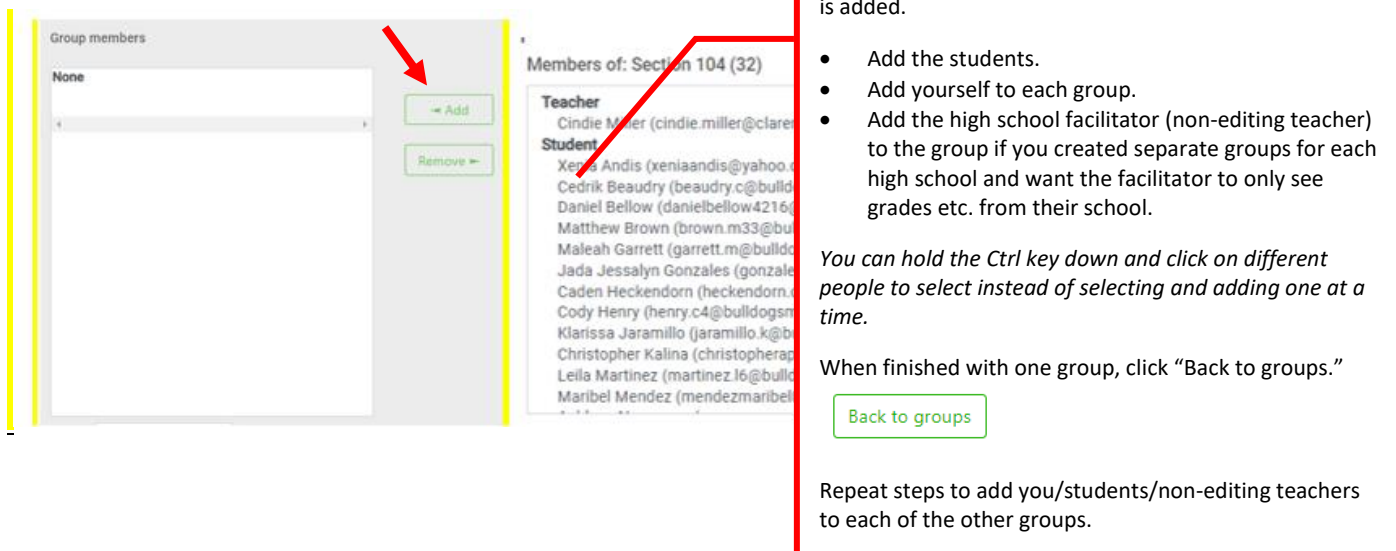 Group members
None
Add
Remove
Members of: Section 104 (32)
Teacher
Cindie Miller (cindie.miller@claren
Student
Xenia Andis (xeniaandis@yahoo.c
Cedrik Beaudry (beaudry.c@bulld
Daniel Bellow (danielbellow4216@
Matthew Brown (brown.m33@bul
Maleah Garrett (garrett.m@bulldo
Jada Jessalyn Gonzales (gonzale
Caden Heckendorn (heckendorn.c
Cody Henry (henry.c4@bulldogsm
Klarissa Jaramillo (jaramillo.k@b
Christopher Kalina (christopherap
Leila Martinez (martinez.l6@bulld
Maribel Mendez (mendezmaribel
is added.
• Add the students.
• Add yourself to each group.
• Add the high school facilitator (non-editing teacher)
to the group if you created separate groups for each
high school and want the facilitator to only see
grades etc. from their school.
You can hold the Ctrl key down and click on different
people to select instead of selecting and adding one at a
time.
When finished with one group, click “Back to groups.”
Back to groups
Repeat steps to add you/students/non-editing teachers
to each of the other groups.